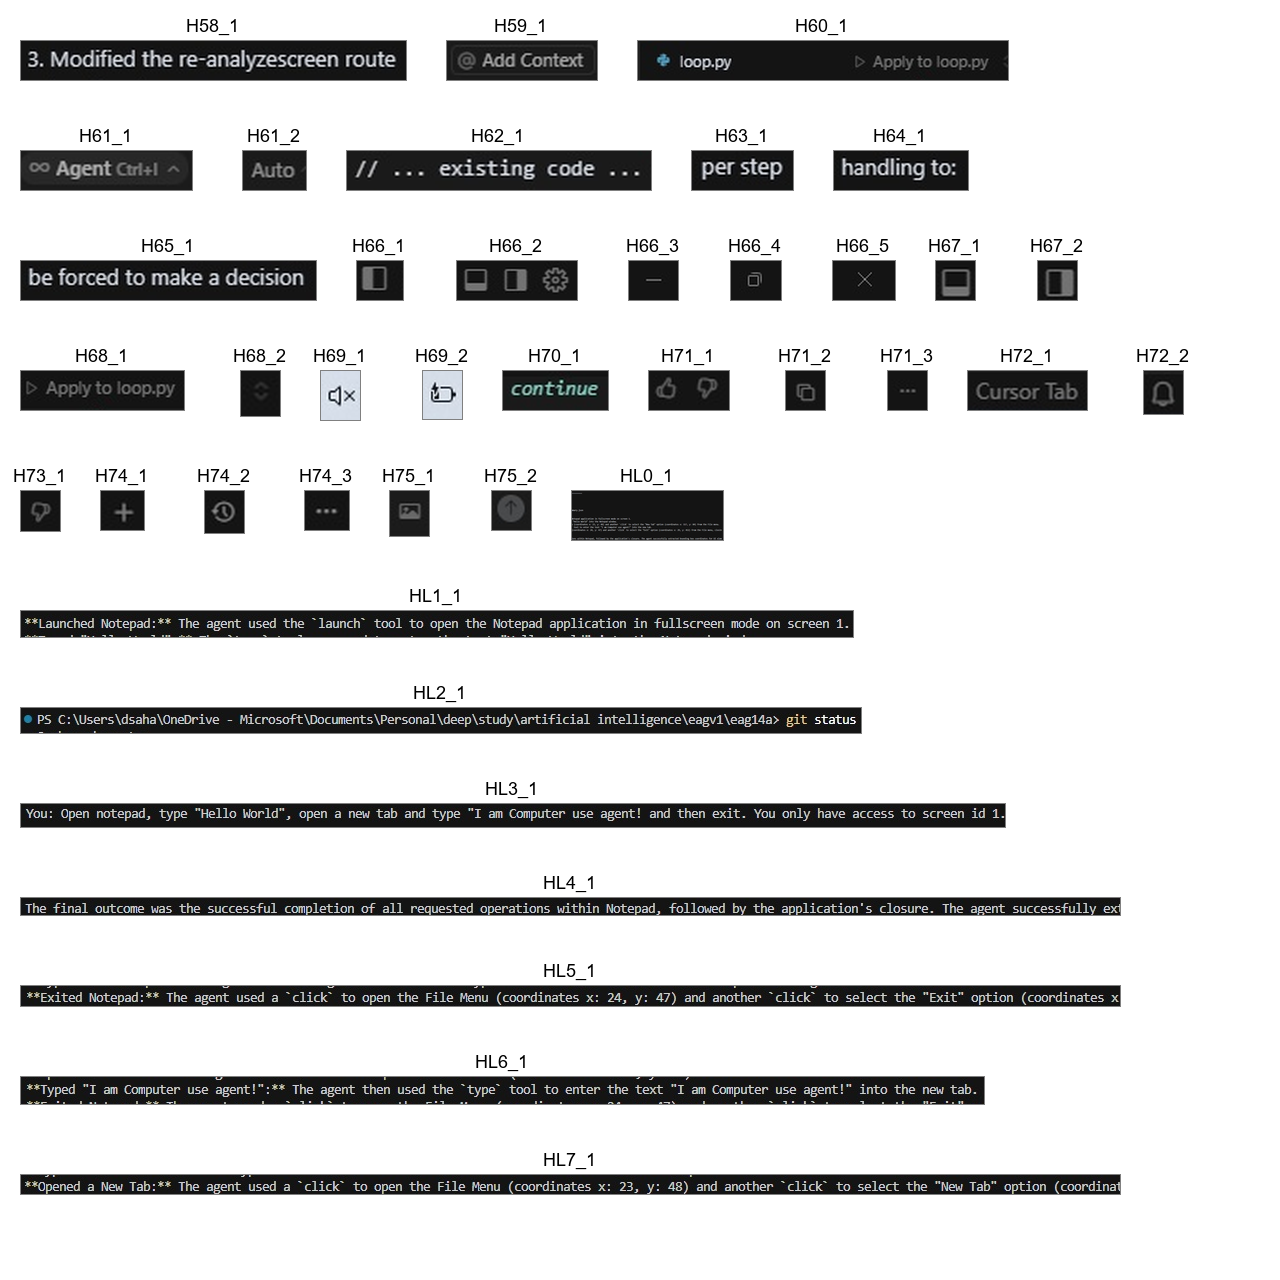 H58_1 H59_1 H60_1
3. Modified the re-analyzescreen route @ Add Context loop.py Apply to loop.py
H61_1 H61_2 H62_1 H63_1 H64_1
Agent Ctrl+I Auto // ... existing code ... per step handling to:
H65_1 H66_1 H66_2 H66_3 H66_4 H66_5 H67_1 H67_2
be forced to make a decision
H68_1 H68_2 H69_1 H69_2 H70_1 H71_1 H71_2 H71_3 H72_1 H72_2
Apply to loop.py continue ... Cursor Tab
H73_1 H74_1 H74_2 H74_3 H75_1 H75_2 HL0_1
HL1_1
**Launched Notepad:** The agent used the `launch` tool to open the Notepad application in fullscreen mode on screen 1.
HL2_1
PS C:\Users\dsaha\OneDrive - Microsoft\Documents\Personal\deep\study\artificial intelligence\eagv1\eag14a> git status
HL3_1
You: Open notepad, type "Hello World", open a new tab and type "I am Computer use agent! and then exit. You only have access to screen id 1.
HL4_1
The final outcome was the successful completion of all requested operations within Notepad, followed by the application's closure. The agent successfully
HL5_1
**Exited Notepad:** The agent used a `click` to open the File Menu (coordinates x: 24, y: 47) and another `click` to select the "Exit" option (coordinates x
HL6_1
**Typed "I am Computer use agent!":** The agent then used the `type` tool to enter the text "I am Computer use agent!" into the new tab.
HL7_1
**Opened a New Tab:** The agent used a `click` to open the File Menu (coordinates x: 23, y: 48) and another `click` to select the "New Tab" option (coordinat